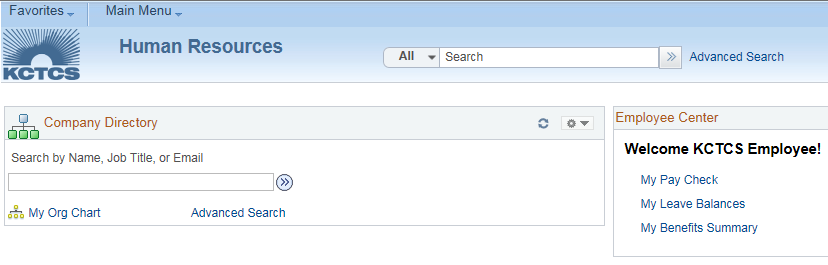 Favorites Main Menu
KCTCS
Human Resources
All Search Advanced Search
Company Directory
Search by Name, Job Title, or Email
My Org Chart Advanced Search
Employee Center
Welcome KCTCS Employee!
My Pay Check
My Leave Balances
My Benefits Summary